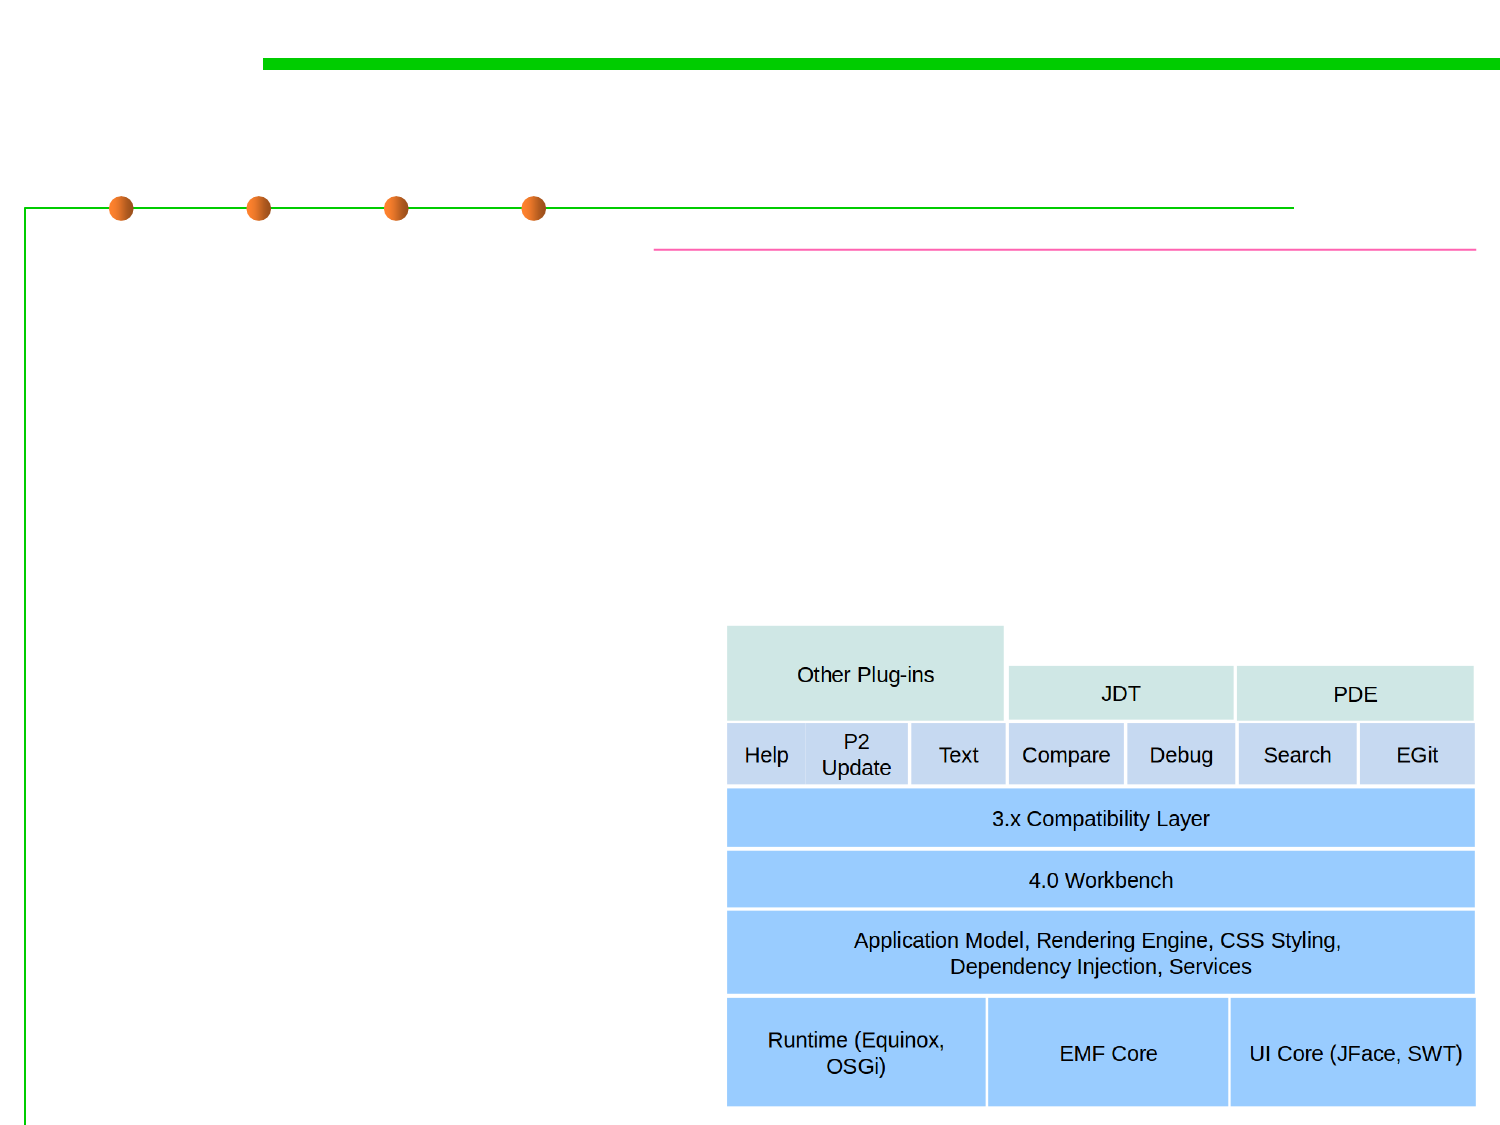 Other Plug-ins
JDT
PDE
Help
P2
Update
Text
Compare
Debug
Search
EGit
3.x Compatibility Layer
4.0 Workbench
Application Model, Rendering Engine, CSS Styling,
Dependency Injection, Services
Runtime (Equinox,
OSGi)
EMF Core
UI Core (JFace, SWT)